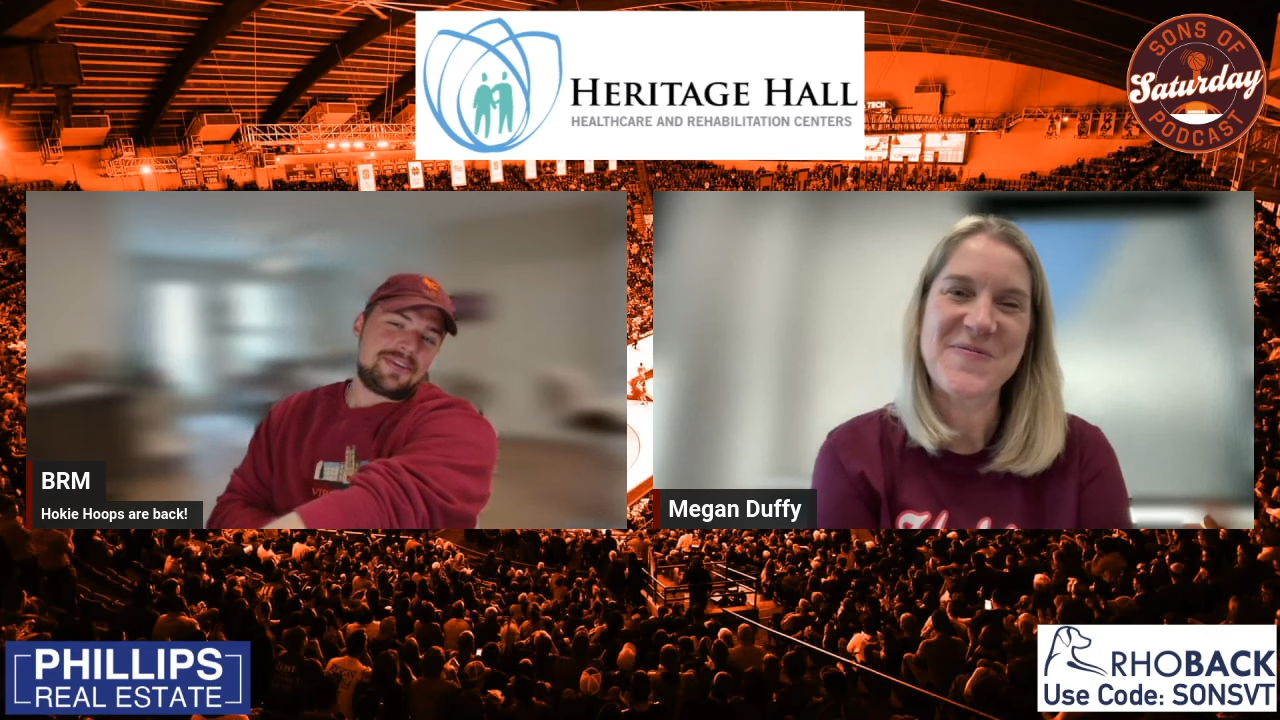 HERITAGE HALL
HEALTHCARE AND REHABILITATION CENTERS
SONS OF
Saturday
PODCAST
TECH
BRM
Hokie Hoops are back!
Megan Duffy
PHILLIPS
REAL ESTATE
RHOBACK
Use Code: SONSVT